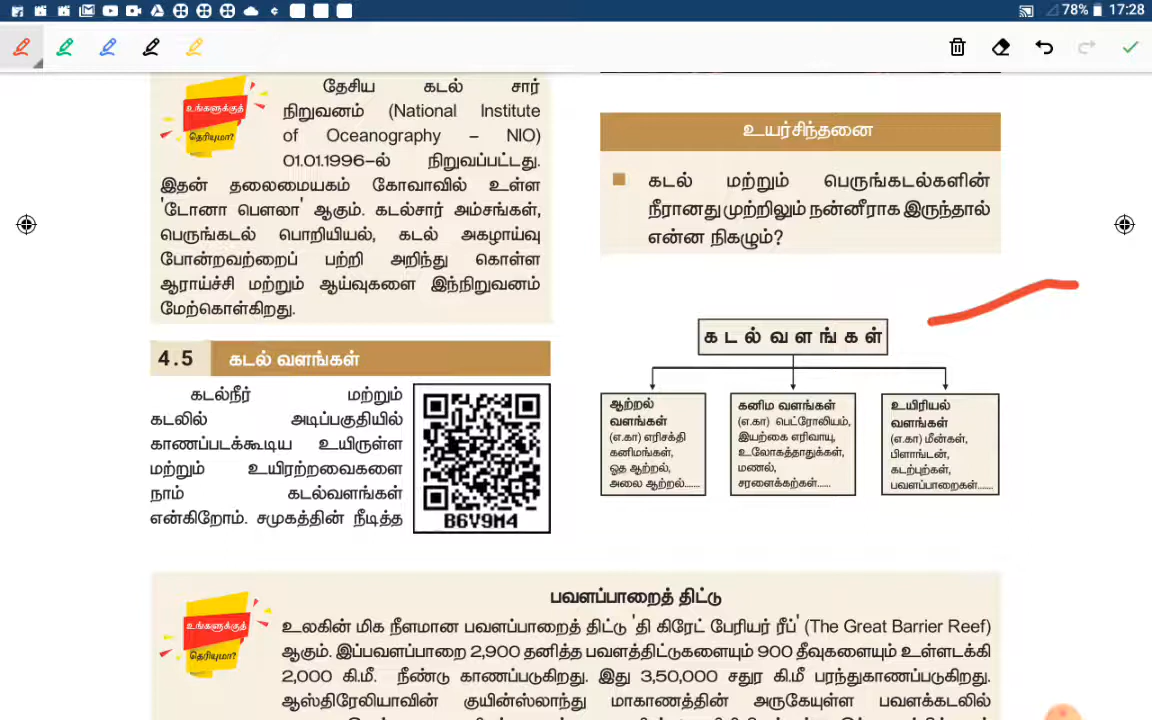 78% 17:28
உங்களுக்குத்
தெரியுமா?
தேசிய கடல் சார்
நிறுவனம் (National Institute
of Oceanography – NIO)
01.01.1996–ல் நிறுவப்பட்டது.
இதன் தலைமையகம் கோவாவில் உள்ள
'டோனா பௌலா' ஆகும். கடல்சார் அம்சங்கள்,
பெருங்கடல் பொறியியல், கடல் அகழாய்வு
போன்றவற்றைப் பற்றி அறிந்து கொள்ள
ஆராய்ச்சி மற்றும் ஆய்வுகளை இந்நிறுவனம்
மேற்கொள்கிறது.
4.5 கடல் வளங்கள்
கடல்நீர் மற்றும்
கடலில் அடிப்பகுதியில்
காணப்படக்கூடிய உயிருள்ள
மற்றும் உயிரற்றவைகளை
நாம் கடல்வளங்கள்
என்கிறோம். சமுகத்தின் நீடித்த
B6V9M4
உயர்சிந்தனை
கடல் மற்றும் பெருங்கடல்களின்
நீரானது முற்றிலும் நன்னீராக இருந்தால்
என்ன நிகழும்?
கடல்வளங்கள்
ஆற்றல்
வளங்கள்
(எ.கா) எரிசக்தி
கனிமங்கள்,
ஓத ஆற்றல்,
அலை ஆற்றல்.......
கனிம வளங்கள்
(எ.கா) பெட்ரோலியம்,
இயற்கை எரிவாயு,
உலோகத்தாதுக்கள்,
மணல்,
சரளைக்கற்கள்.....
உயிரியல்
வளங்கள்
(எ.கா) மீன்கள்,
பிளாங்டன்,
கடற்புற்கள்,
பவளப்பாறைகள்.......
உங்களுக்குத்
தெரியுமா?
பவளப்பாறைத் திட்டு
உலகின் மிக நீளமான பவளப்பாறைத் திட்டு 'தி கிரேட் பேரியர் ரீப்' (The Great Barrier Reef)
ஆகும். இப்பவளப்பாறை 2,900 தனித்த பவளத்திட்டுகளையும் 900 தீவுகளையும் உள்ளடக்கி
2,000 கி.மீ. நீண்டு காணப்படுகிறது. இது 3,50,000 சதுர கி.மீ பரந்துகாணப்படுகிறது.
ஆஸ்திரேலியாவின் குயின்ஸ்லாந்து மாகாணத்தின் அருகேயுள்ள பவளக்கடலில்